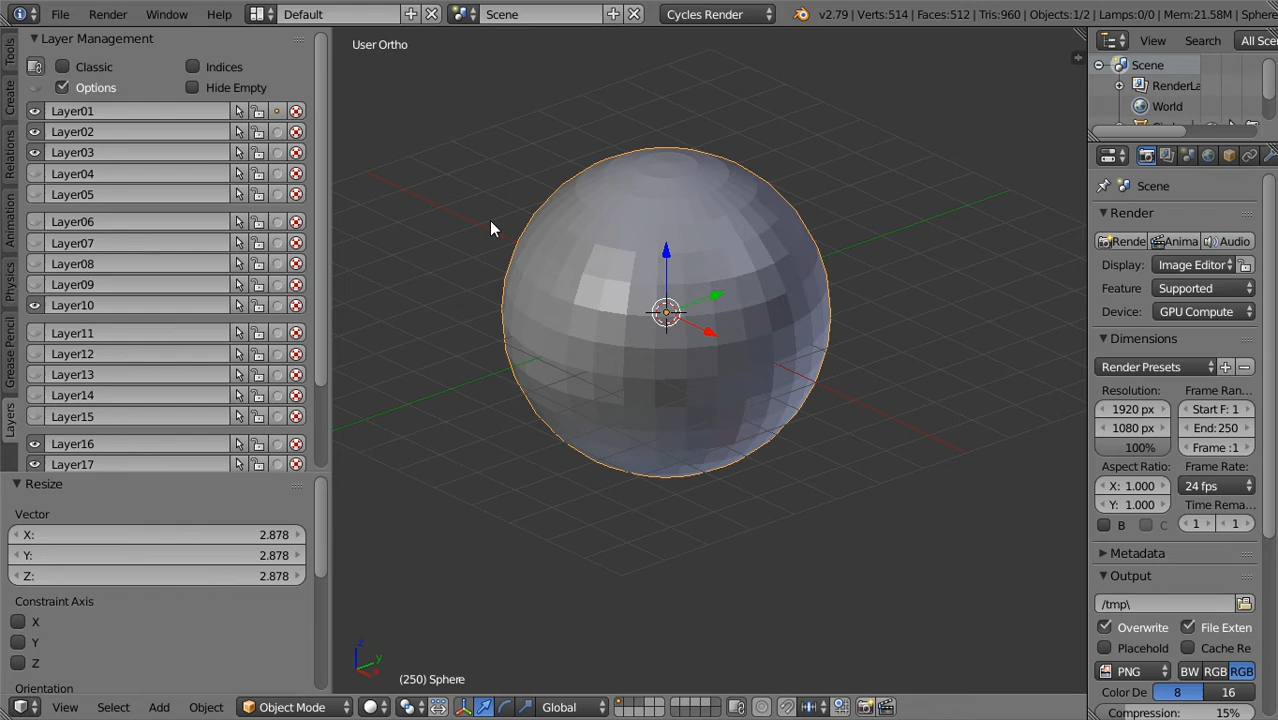 File Render Window Help Default Scene Cycles Render v2.79 | Verts:514 | Faces:512 | Tris:960 | Objects:1/2 | Lamps:0/0 | Mem:21.58M | Sphere
Layer Management
Classic Indices
Options Hide Empty
Layer01
Layer02
Layer03
Layer04
Layer05
Layer06
Layer07
Layer08
Layer09
Layer10
Layer11
Layer12
Layer13
Layer14
Layer15
Layer16
Layer17
Tools
Create
Relations
Animation
Physics
Grease Pencil
Layers
Resize
Vector
X: 2.878
Y: 2.878
Z: 2.878
Constraint Axis
X
Y
Z
Orientation
User Ortho
z
y
x
(250) Sphere
View Select Add Object Object Mode Global
View Search All Sce
Scene
RenderLa
World
Scene
Render
Rende Anima Audio
Display: Image Editor
Feature Supported
Device: GPU Compute
Dimensions
Render Presets
Resolution: Frame Ran..
1920 px Start F: 1
1080 px End: 250
100% Frame :1
Aspect Ratio: Frame Rate:
X: 1.000 24 fps
Y: 1.000 Time Rema..
B C 1 1
Metadata
Output
/tmp\
Overwrite File Exten
Placehold Cache Re
PNG BW RGB RGB
Color De 8 16
Compression: 15%